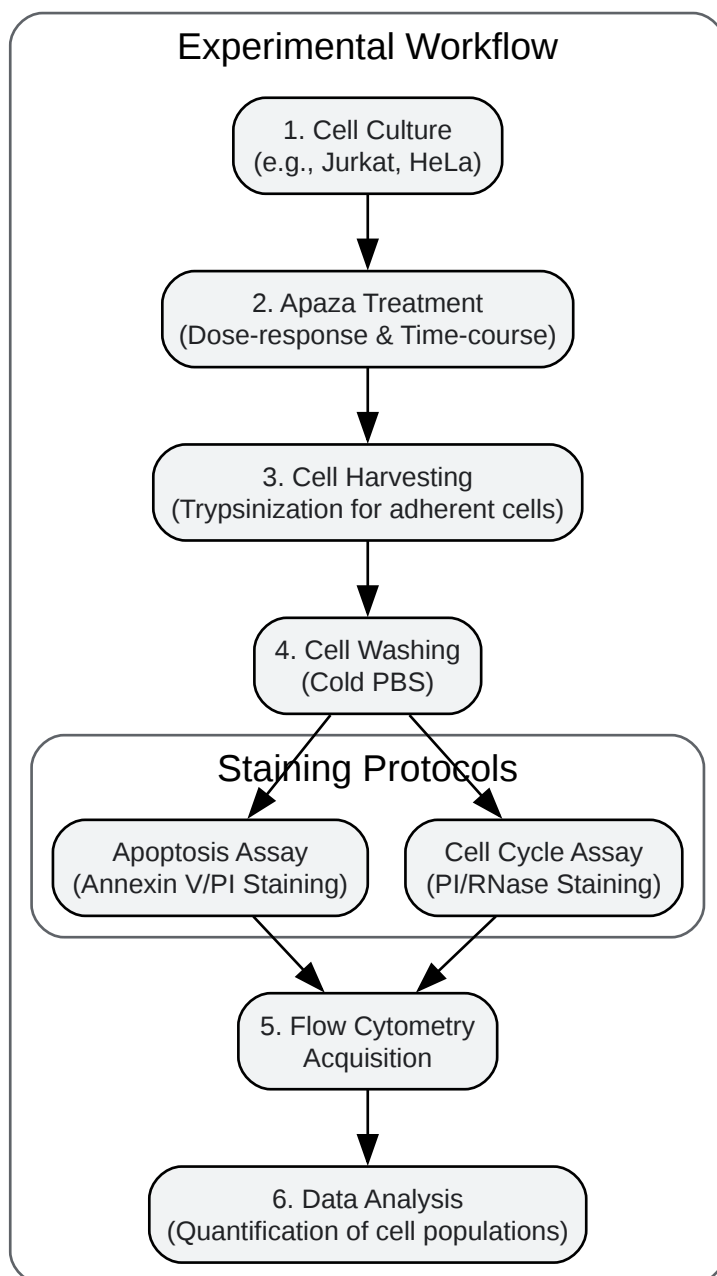 Experimental Workflow
1. Cell Culture
(e.g., Jurkat, HeLa)
2. Apaza Treatment
(Dose-response & Time-course)
3. Cell Harvesting
(Trypsinization for adherent cells)
4. Cell Washing
(Cold PBS)
Staining Protocols
Apoptosis Assay
(Annexin V/PI Staining)
Cell Cycle Assay
(PI/RNase Staining)
5. Flow Cytometry
Acquisition
6. Data Analysis
(Quantification of cell populations)